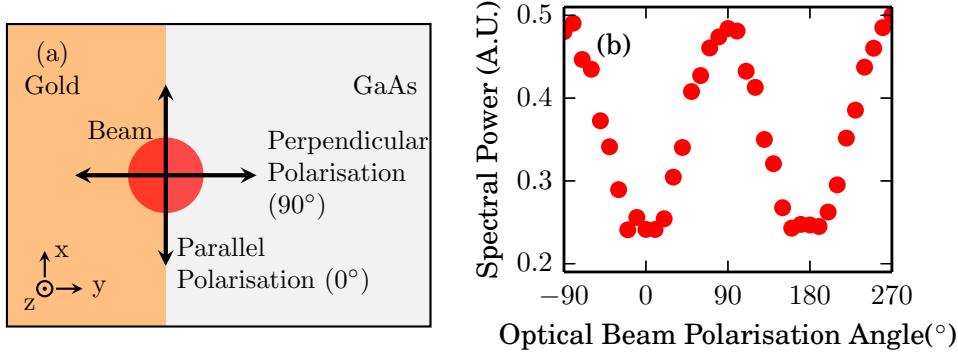 (a)
Gold
GaAs
Beam
Perpendicular
Polarisation
(90°)
Parallel
Polarisation (0°)
x
y
z
(b)
Spectral Power (A.U.)
0.5
0.4
0.3
0.2
−90
0
90
180
270
Optical Beam Polarisation Angle(°)